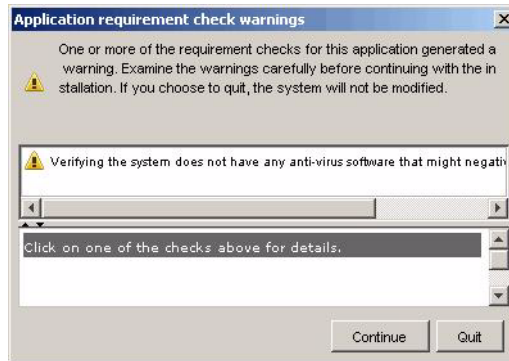 Application requirement check warnings
One or more of the requirement checks for this application generated a
warning. Examine the warnings carefully before continuing with the in
stallation. If you choose to quit, the system will not be modified.
Verifying the system does not have any anti-virus software that might negativ
Click on one of the checks above for details.
Continue Quit